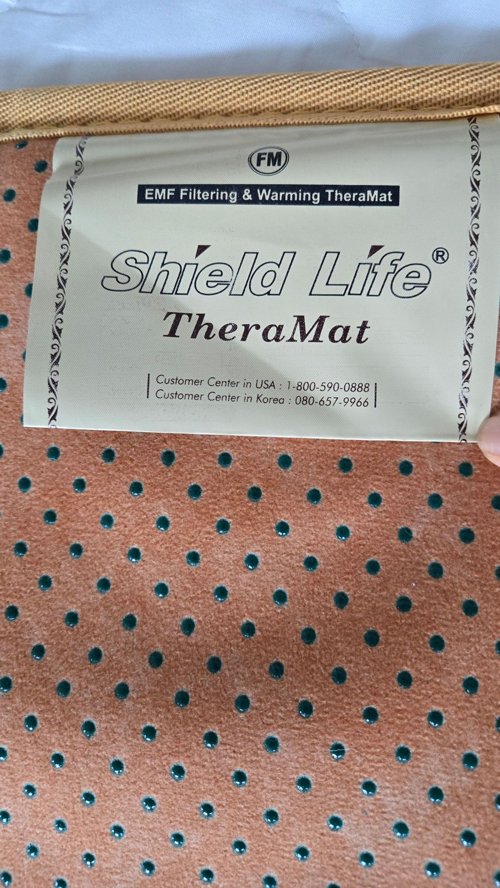 FM
EMF Filtering & Warming TheraMat
Shield Life®
TheraMat
Customer Center in USA : 1-800-590-0888
Customer Center in Korea : 080-657-9966